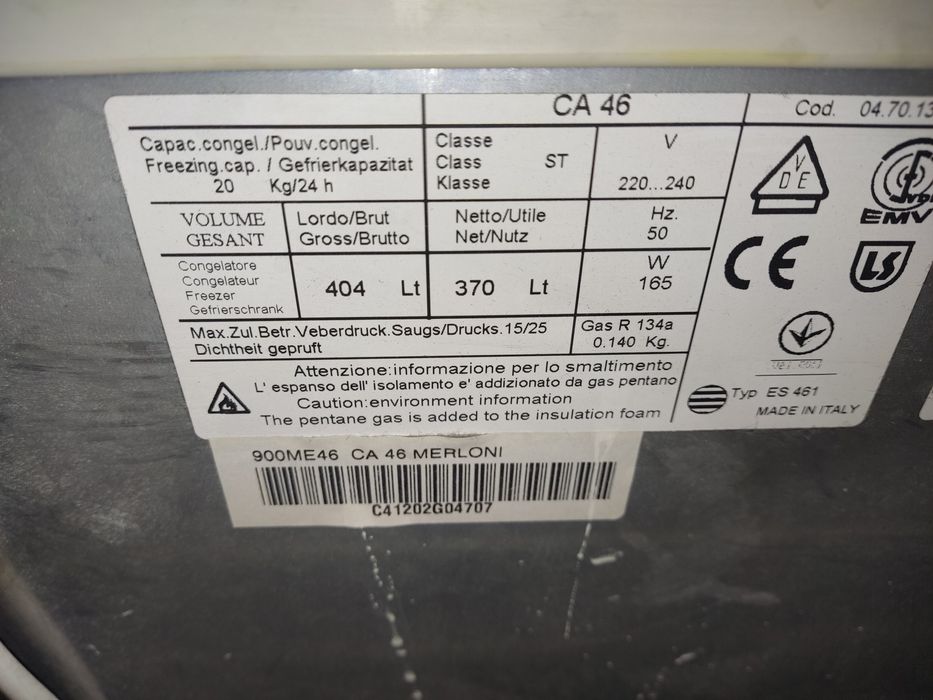 CA 46
Cod. 04.70.13
Capac.congel./Pouv.congel.
Freezing.cap. / Gefrierkapazitat
20 Kg/24 h
Classe
Class ST
Klasse
V
220...240
VOLUME
GESANT
Lordo/Brut
Gross/Brutto
Netto/Utile
Net/Nutz
Hz.
50
Congelatore
Congelateur
Freezer
Gefrierschrank
404 Lt
370 Lt
W
165
Max.Zul.Betr.Veberdruck.Saugs/Drucks.15/25
Dichtheit gepruft
Gas R 134a
0.140 Kg.
Attenzione:informazione per lo smaltimento
L' espanso dell' isolamento e' addizionato da gas pentano
Caution:environment information
The pentane gas is added to the insulation foam
VDE
EMV
CE
LS
Typ ES 461
MADE IN ITALY
900ME46 CA 46 MERLONI
C41202G04707